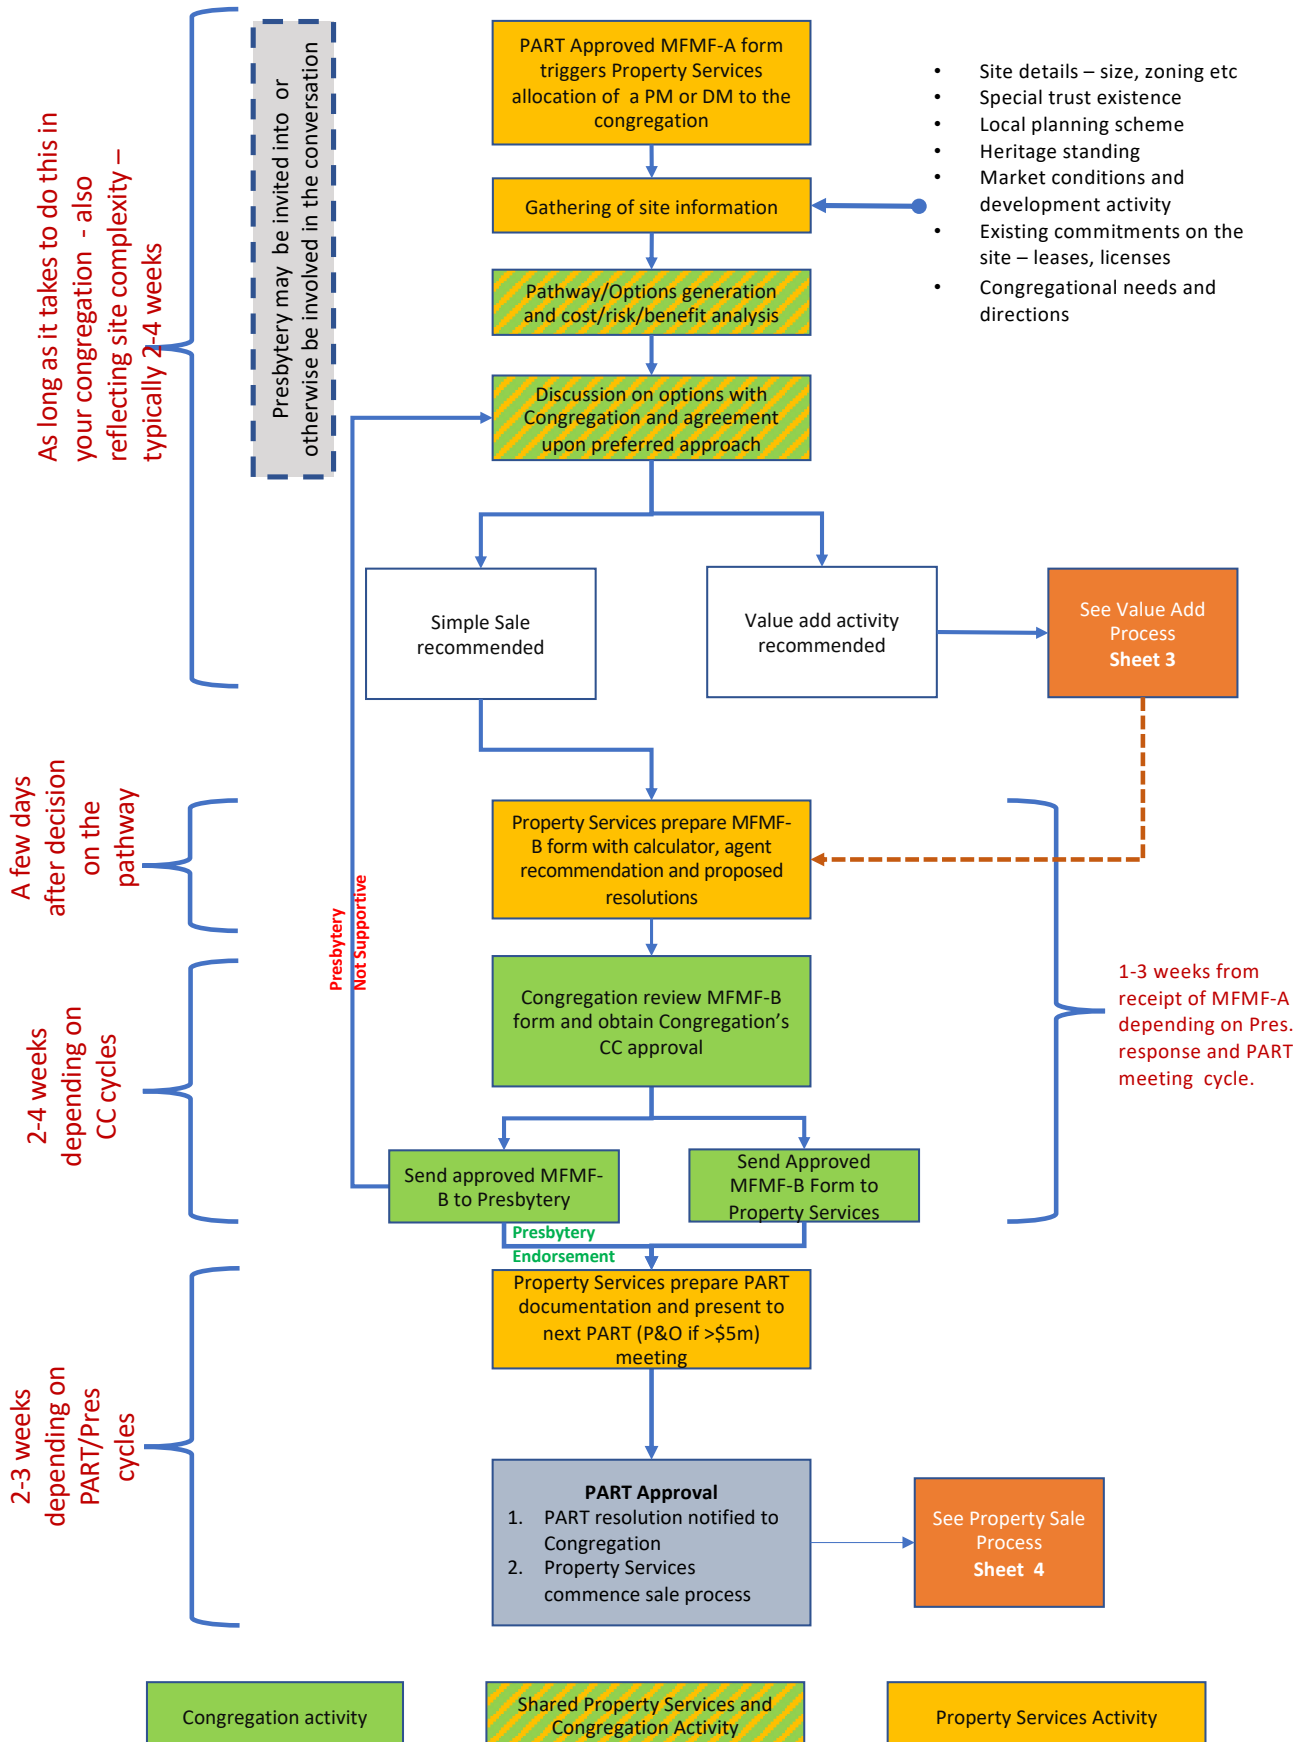 PART Approved MFMF-A form
triggers Property Services
allocation of  a PM or DM to the
congregation
• Site details – size, zoning etc
• Special trust existence
• Local planning scheme
• Heritage standing
• Market conditions and
development activity
• Existing commitments on the
site – leases, licenses
• Congregational needs and
directions
As long as it takes to do this in
your congregation  - also
reflecting site complexity –
typically 2-4 weeks
Presbytery may be invited into  or
otherwise be involved in the conversation
Gathering of site information
Pathway/Options generation
and cost/risk/benefit analysis
Discussion on options with
Congregation and agreement
upon preferred approach
Simple Sale
recommended
Value add activity
recommended
See Value Add
Process
Sheet 3
A few days
after decision
on the
pathway
Property Services prepare MFMF-
B form with calculator, agent
recommendation and proposed
resolutions
Presbytery
Not Supportive
2-4 weeks
depending on
CC cycles
Congregation review MFMF-B
form and obtain Congregation’s
CC approval
1-3 weeks from
receipt of MFMF-A
depending on Pres.
response and PART
meeting  cycle.
Send approved MFMF-
B to Presbytery
Send Approved
MFMF-B Form to
Property Services
Presbytery
Endorsement
2-3 weeks
depending on
PART/Pres
cycles
Property Services prepare PART
documentation and present to
next PART (P&O if >$5m)
meeting
PART Approval
1. PART resolution notified to
Congregation
2. Property Services
commence sale process
See Property Sale
Process
Sheet  4
Congregation activity
Shared Property Services and
Congregation Activity
Property Services Activity